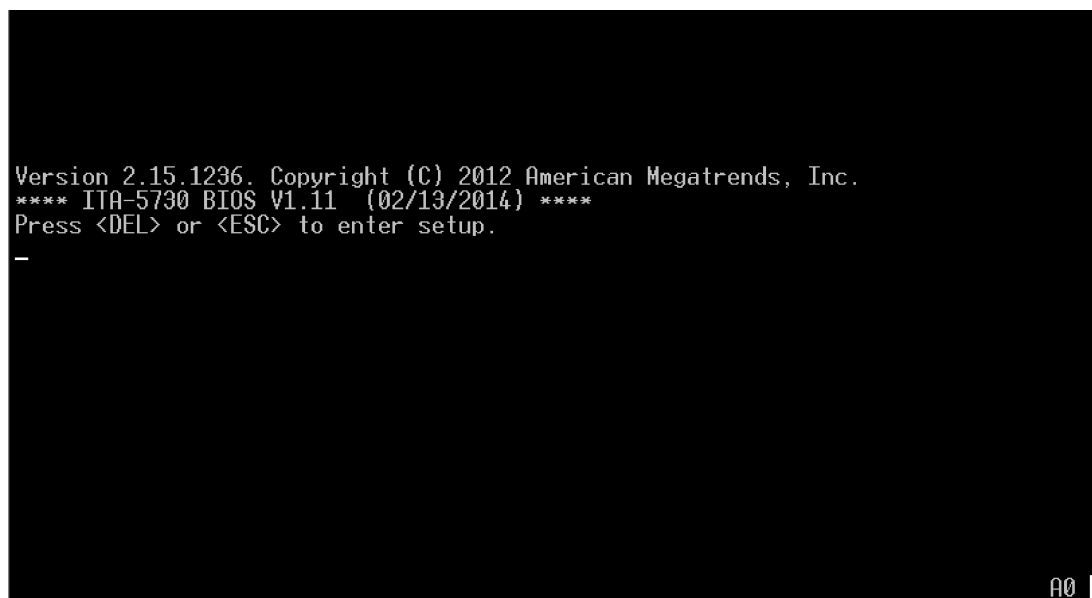 Version 2.15.1236. Copyright (C) 2012 American Megatrends, Inc.
**** ITA-5730 BIOS V1.11  (02/13/2014) ****
Press <DEL> or <ESC> to enter setup.
A0